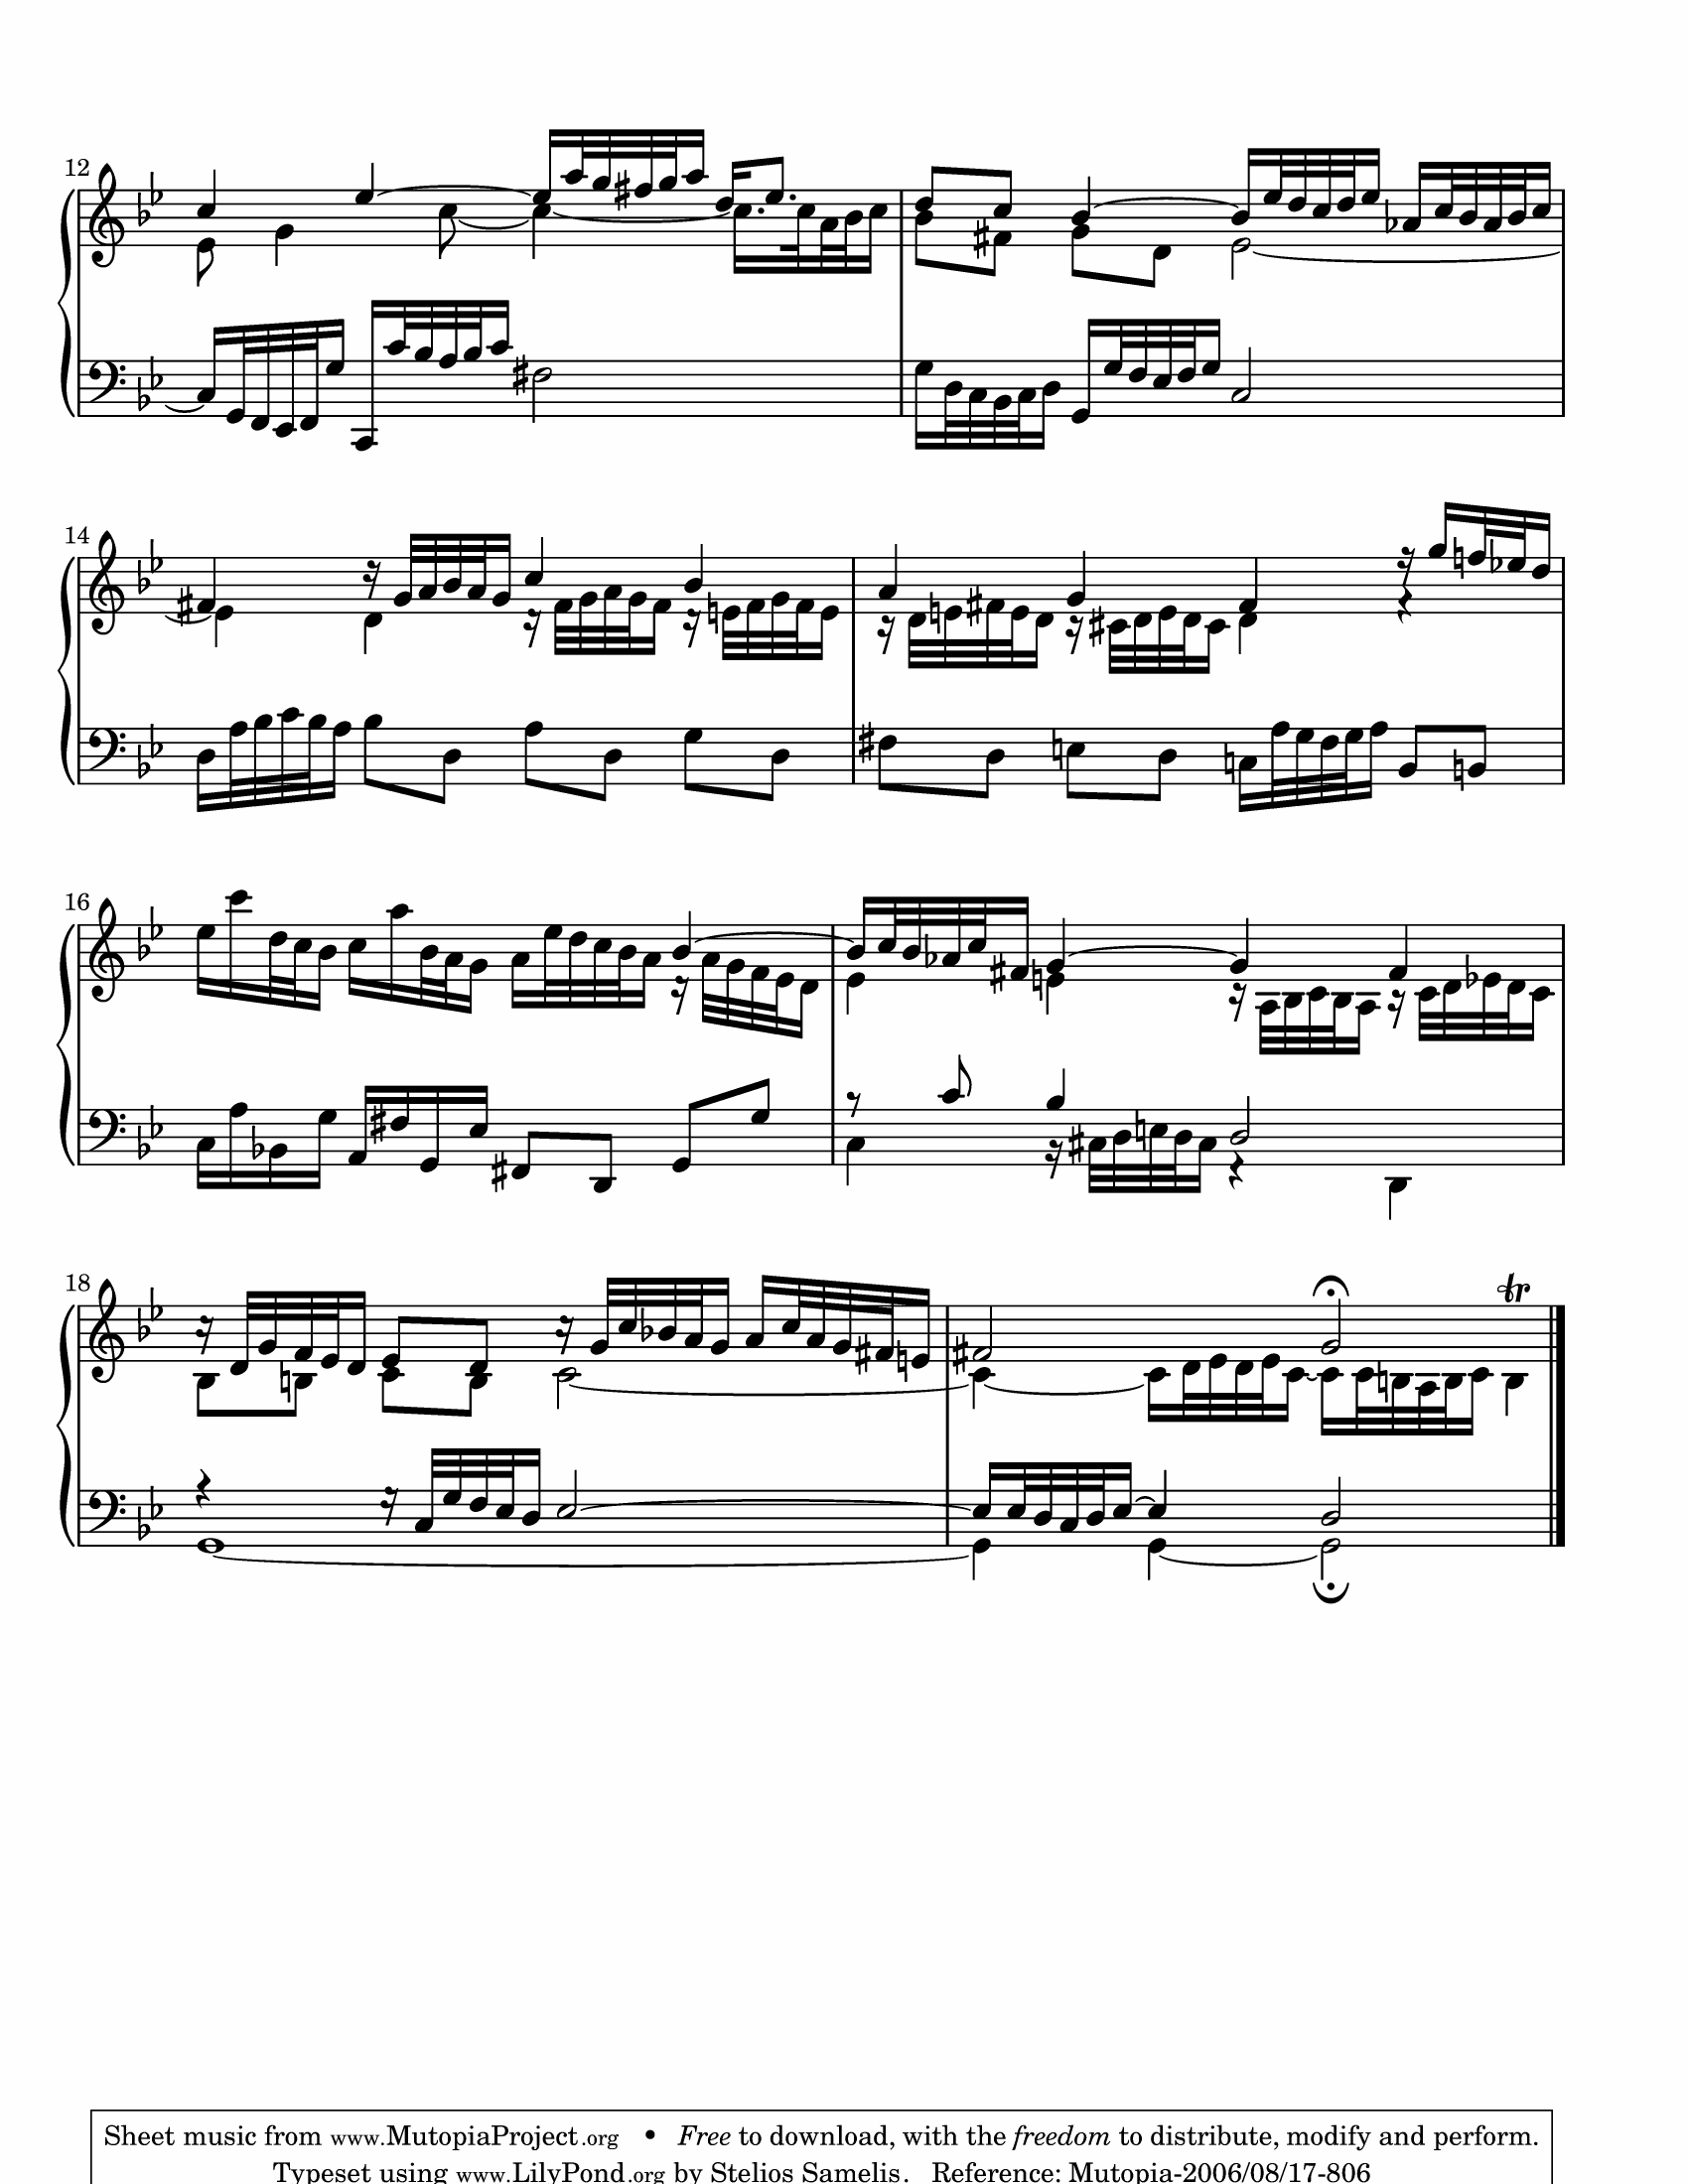 12
14
16
18
Sheet music from www.MutopiaProject.org • Free to download, with the freedom to distribute, modify and perform.
Typeset using www.LilyPond.org by Stelios Samelis. Reference: Mutopia-2006/08/17-806